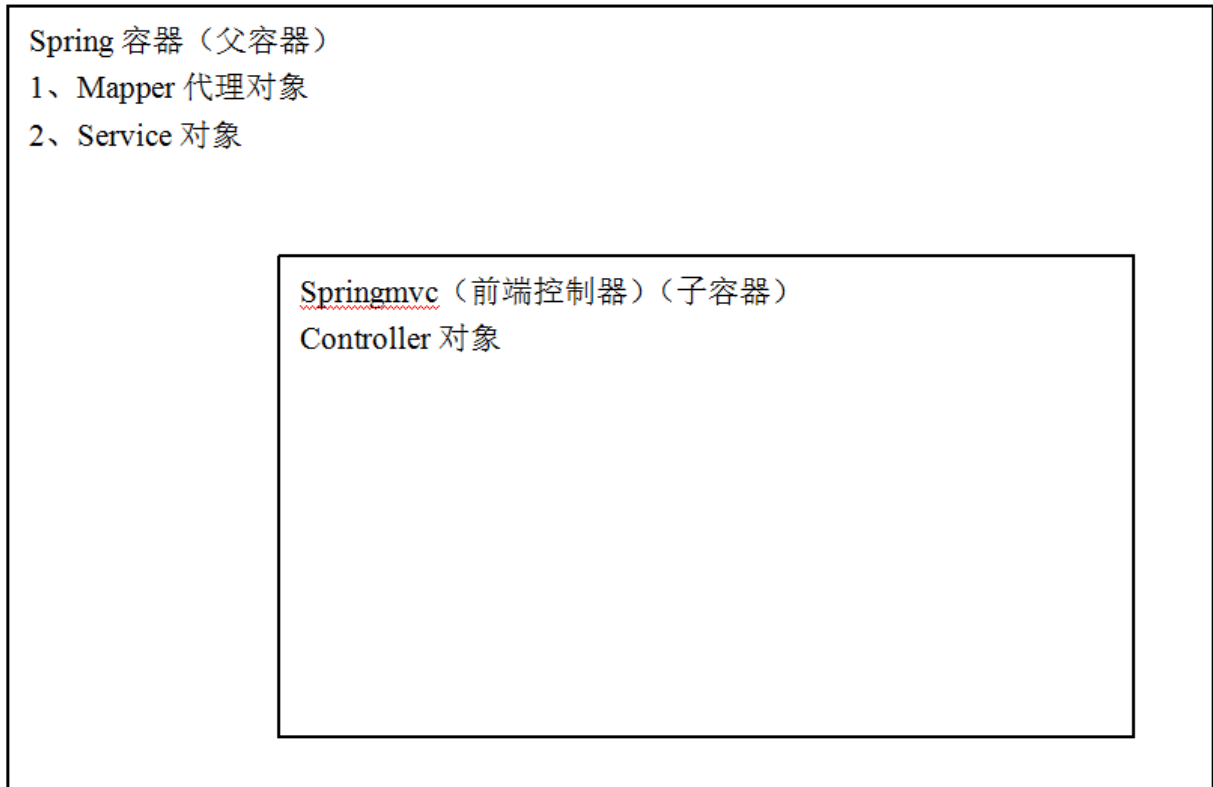 Spring 容器（父容器）
1、Mapper 代理对象
2、Service 对象
Springmvc（前端控制器）（子容器）
Controller 对象